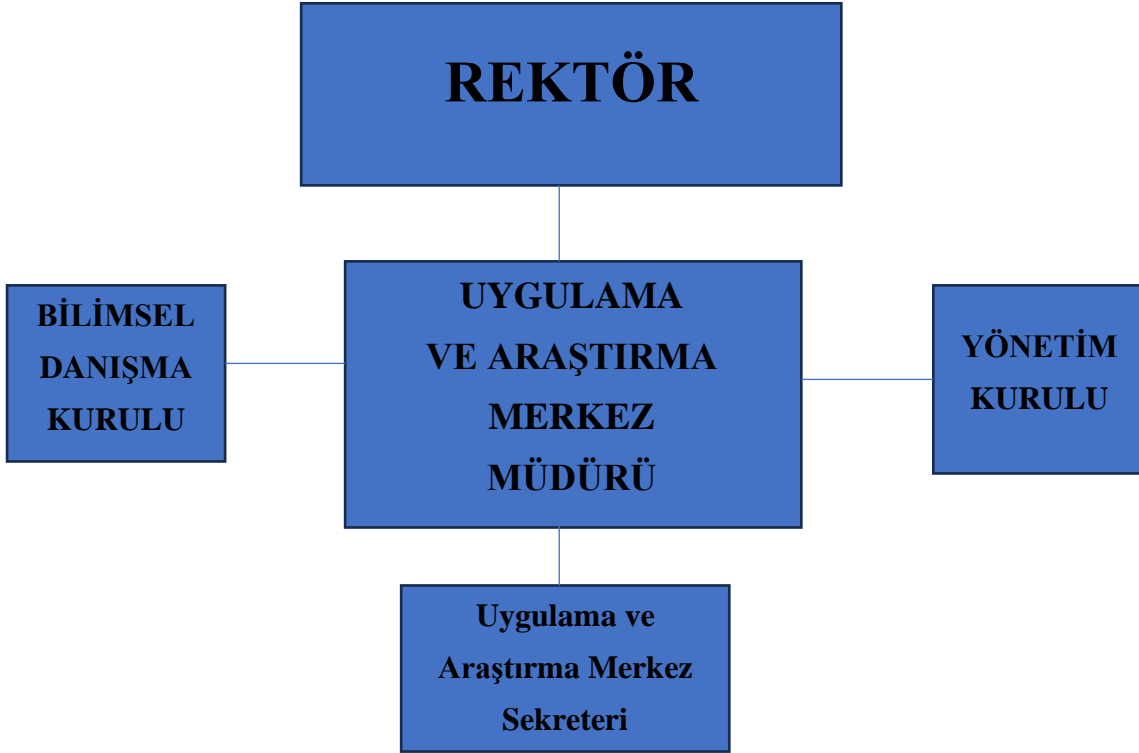 REKTÖR
BİLİMSEL
DANIŞMA
KURULU
UYGULAMA
VE ARAŞTIRMA
MERKEZ
MÜDÜRÜ
YÖNETİM
KURULU
Uygulama ve
Araştırma Merkez
Sekreteri